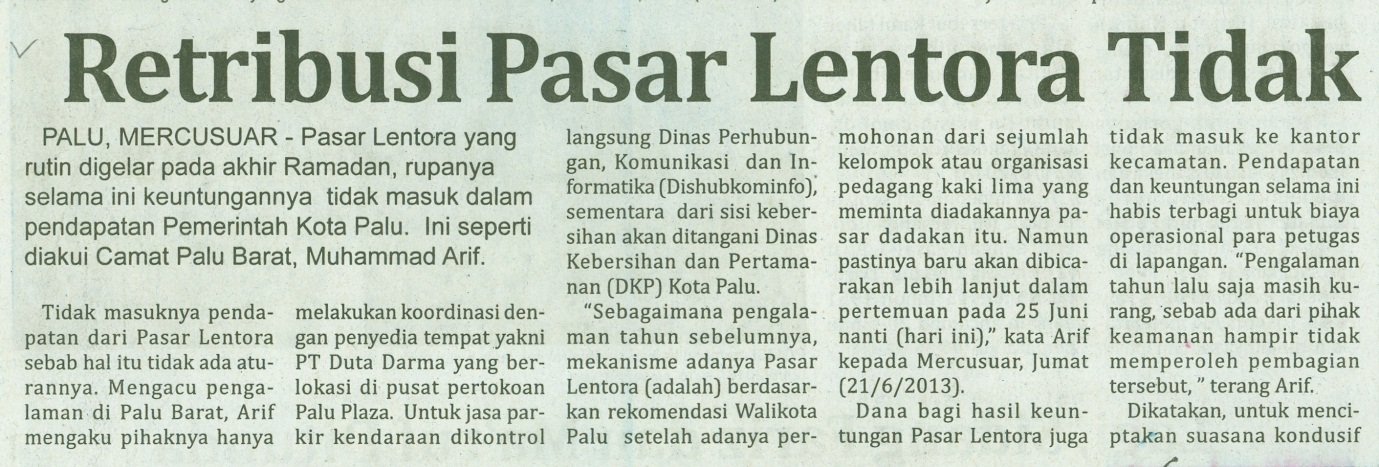 Retribusi Pasar Lentora Tidak
PALU, MERCUSUAR - Pasar Lentora yang
rutin digelar pada akhir Ramadan, rupanya
selama ini keuntungannya tidak masuk dalam
pendapatan Pemerintah Kota Palu. Ini seperti
diakui Camat Palu Barat, Muhammad Arif.
Tidak masuknya penda-
patan dari Pasar Lentora
sebab hal itu tidak ada atu-
rannya. Mengacu penga-
laman di Palu Barat, Arif
mengaku pihaknya hanya
melakukan koordinasi den-
gan penyedia tempat yakni
PT Duta Darma yang ber-
lokasi di pusat pertokoan
Palu Plaza. Untuk jasa par-
kir kendaraan dikontrol
langsung Dinas Perhubun-
gan, Komunikasi dan In-
formatika (Dishubkominfo),
sementara dari sisi keber-
sihan akan ditangani Dinas
Kebersihan dan Pertama-
nan (DKP) Kota Palu.
“Sebagaimana pengala-
man tahun sebelumnya,
mekanisme adanya Pasar
Lentora (adalah) berdasar-
kan rekomendasi Walikota
Palu setelah adanya per-
mohonan dari sejumlah
kelompok atau organisasi
pedagang kaki lima yang
meminta diadakannya pa-
sar dadakan itu. Namun
pastinya baru akan dibica-
rakan lebih lanjut dalam
pertemuan pada 25 Juni
nanti (hari ini),” kata Arif
kepada Mercusuar, Jumat
(21/6/2013).
Dana bagi hasil keun-
tungan Pasar Lentora juga
tidak masuk ke kantor
kecamatan. Pendapatan
dan keuntungan selama ini
habis terbagi untuk biaya
operasional para petugas
di lapangan. “Pengalaman
tahun lalu saja masih ku-
rang, sebab ada dari pihak
keamanan hampir tidak
memperoleh pembagian
tersebut, ” terang Arif.
Dikatakan, untuk menci-
ptakan suasana kondusif